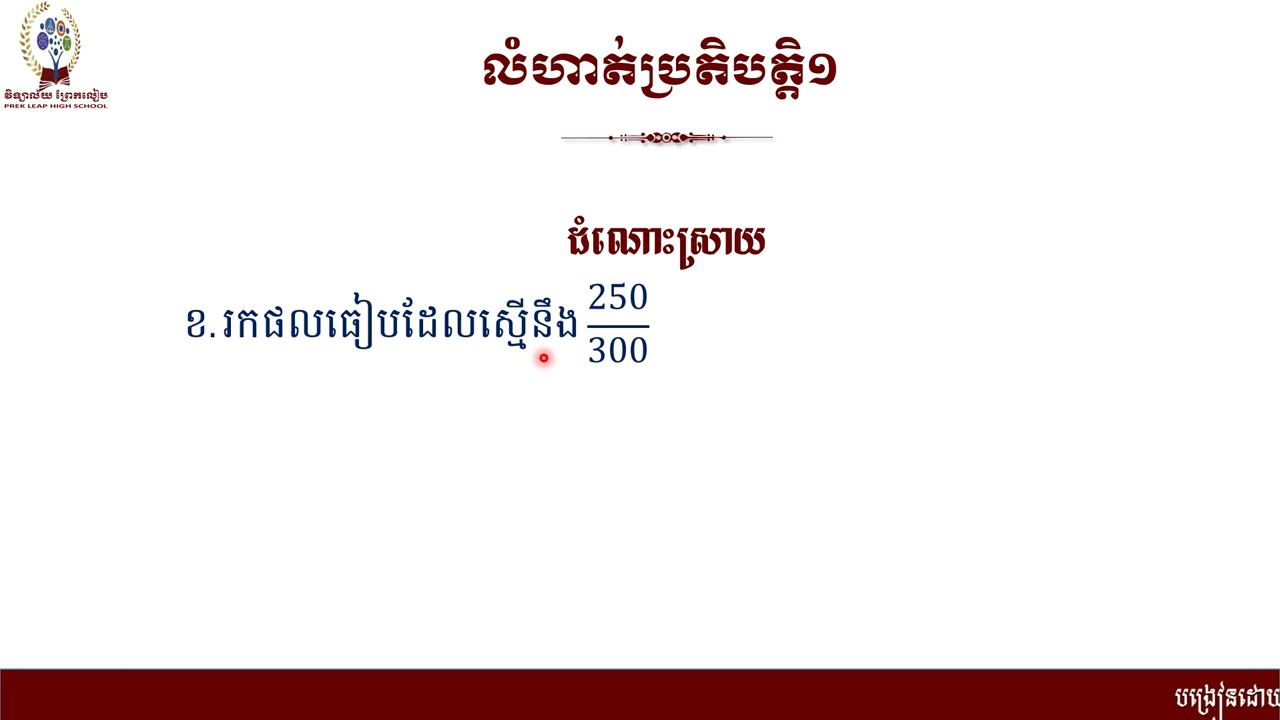 វិទ្យាល័យ ព្រែកលៀប
PREK LEAP HIGH SCHOOL
លំហាត់ប្រតិបត្តិ១
ដំណោះស្រាយ
ខ. រកផលធៀបដែលស្មើនឹង 250/300
បង្រៀនដោយ